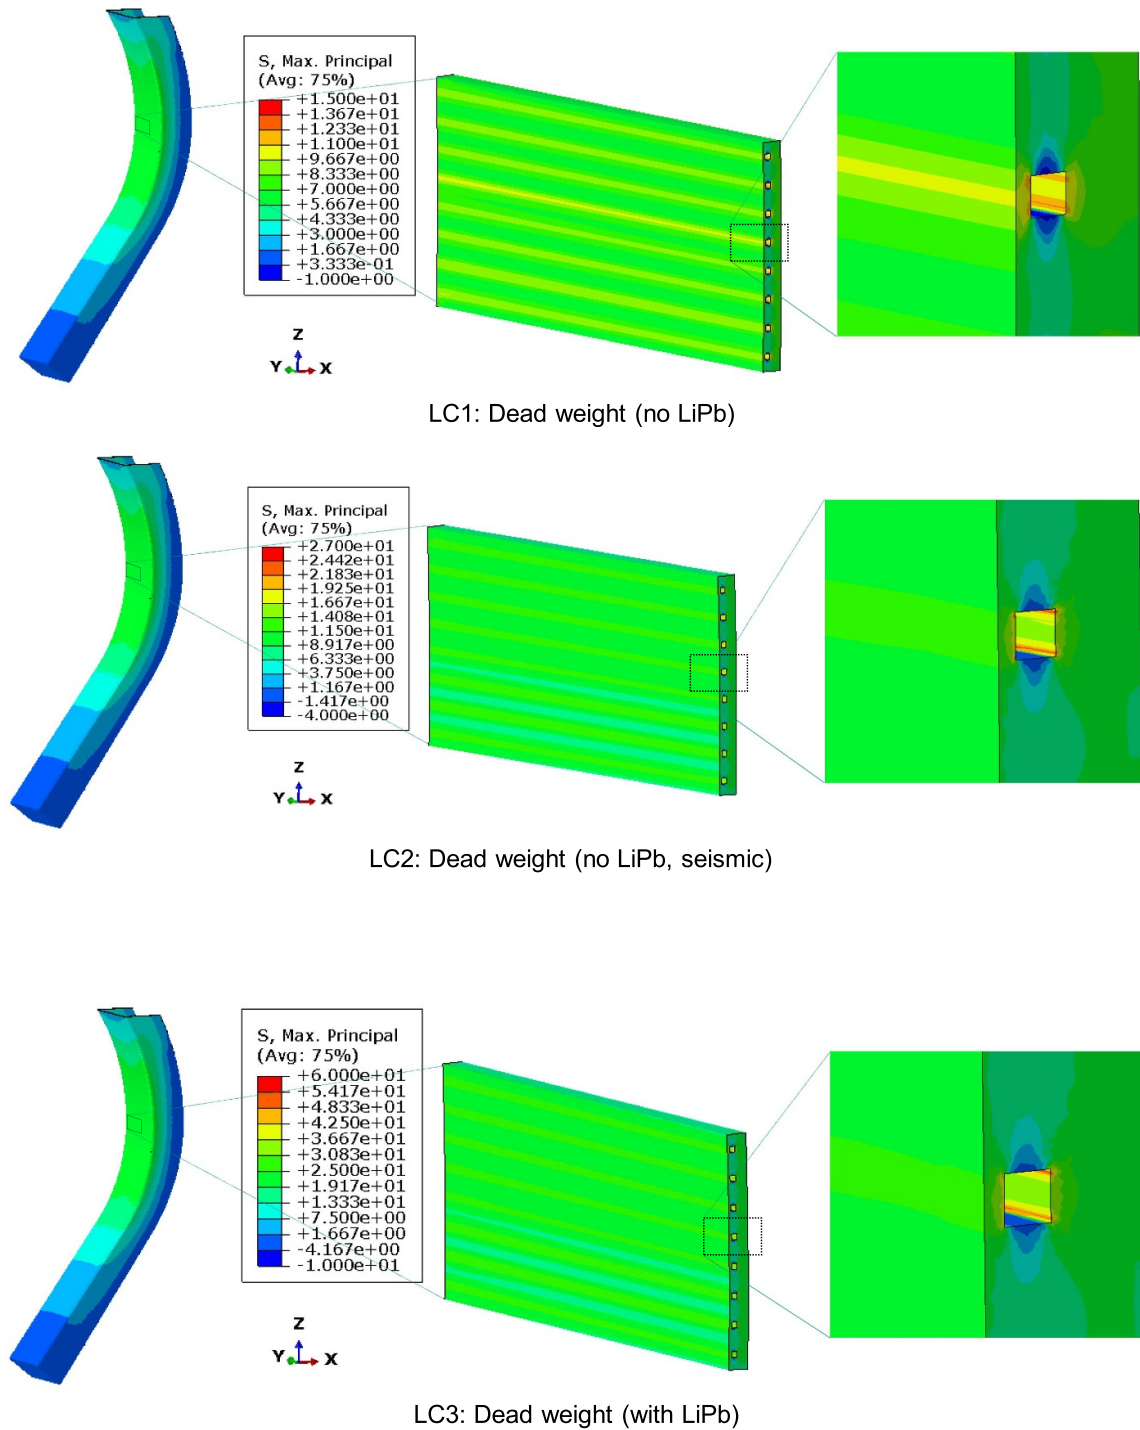 S, Max. Principal
(Avg: 75%)
+1.500e+01
+1.367e+01
+1.233e+01
+1.100e+01
+9.667e+00
+8.333e+00
+7.000e+00
+5.667e+00
+4.333e+00
+3.000e+00
+1.667e+00
+3.333e-01
-1.000e+00
Z
Y X
LC1: Dead weight (no LiPb)
S, Max. Principal
(Avg: 75%)
+2.700e+01
+2.442e+01
+2.183e+01
+1.925e+01
+1.667e+01
+1.408e+01
+1.150e+01
+8.917e+00
+6.333e+00
+3.750e+00
+1.167e+00
-1.417e+00
-4.000e+00
Z
Y X
LC2: Dead weight (no LiPb, seismic)
S, Max. Principal
(Avg: 75%)
+6.000e+01
+5.417e+01
+4.833e+01
+4.250e+01
+3.667e+01
+3.083e+01
+2.500e+01
+1.917e+01
+1.333e+01
+7.500e+00
+1.667e+00
-4.167e+00
-1.000e+01
Z
Y X
LC3: Dead weight (with LiPb)